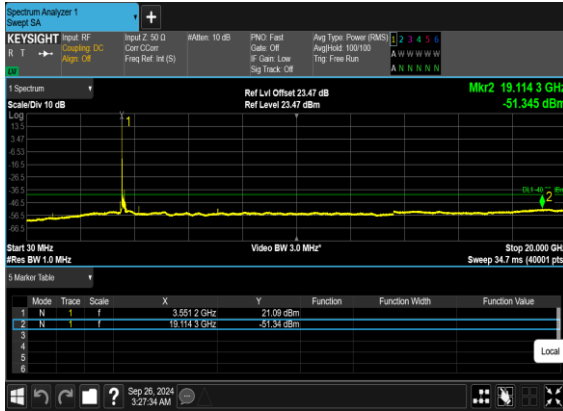 Spectrum Analyzer 1
Swept SA
+
KEYSIGHT Input: RF Input Z: 50 Ω #Atten: 10 dB PNO: Fast Avg Type: Power (RMS) 1 2 3 4 5 6
R T Coupling: DC Corr CCorr Gate: Off Avg|Hold: 100/100 A W W W W W
Align: Off Freq Ref: Int (S) IF Gain: Low Trig: Free Run
Sig Track: Off A N N N N N
1 Spectrum Ref Lvl Offset 23.47 dB Mkr2 19.114 3 GHz
Scale/Div 10 dB Ref Level 23.47 dBm -51.345 dBm
Log
13.5
3.47
-6.53
-16.5
-26.5
-36.5
-46.5
-56.5
-66.5
1
2
Start 30 MHz Video BW 3.0 MHz* Stop 20.000 GHz
#Res BW 1.0 MHz Sweep 34.7 ms (40001 pts)
5 Marker Table
Mode Trace Scale X Y Function Function Width Function Value
1 N 1 f 3.551 2 GHz 21.09 dBm
2 N 1 f 19.114 3 GHz -51.34 dBm
3
4
5
6
Local
? Sep 26, 2024
3:27:34 AM